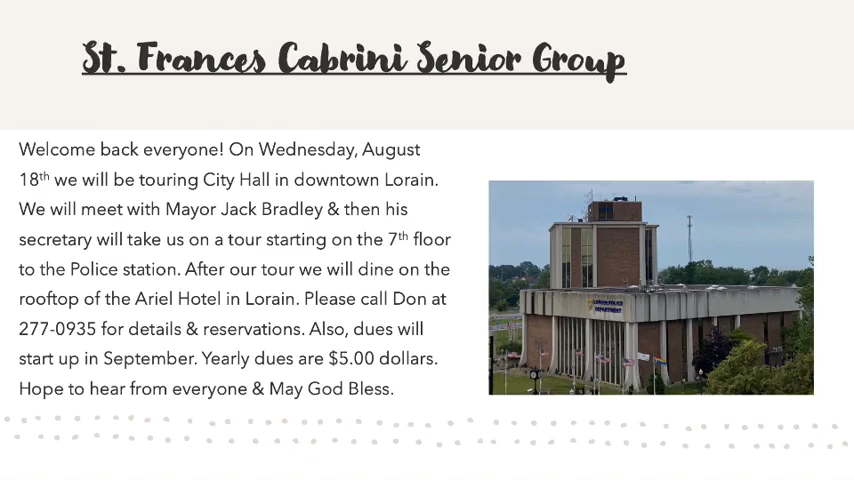 St. Frances Cabrini Senior Group
Welcome back everyone! On Wednesday, August
18th we will be touring City Hall in downtown Lorain.
We will meet with Mayor Jack Bradley & then his
secretary will take us on a tour starting on the 7th floor
to the Police station. After our tour we will dine on the
rooftop of the Ariel Hotel in Lorain. Please call Don at
277-0935 for details & reservations. Also, dues will
start up in September. Yearly dues are $5.00 dollars.
Hope to hear from everyone & May God Bless.
LORAIN POLICE
DEPARTMENT